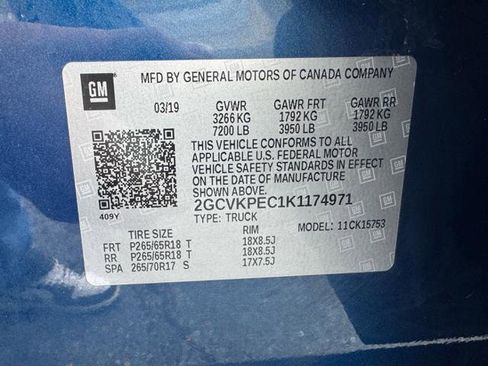 GM
MFD BY GENERAL MOTORS OF CANADA COMPANY
03/19 GVWR GAWR FRT GAWR RR
3266 KG 1792 KG 1792 KG
7200 LB 3950 LB 3950 LB
THIS VEHICLE CONFORMS TO ALL
APPLICABLE U.S. FEDERAL MOTOR
VEHICLE SAFETY STANDARDS IN EFFECT
ON THE DATE OF MANUFACTURE SHOWN ABOVE.
409Y
2GCVKPEC1K1174971
TYPE: TRUCK MODEL: 11CK15753
TIRE SIZE RIM
FRT P265/65R18 T 18X8.5J
RR P265/65R18 T 18X8.5J
SPA 265/70R17 S 17X7.5J